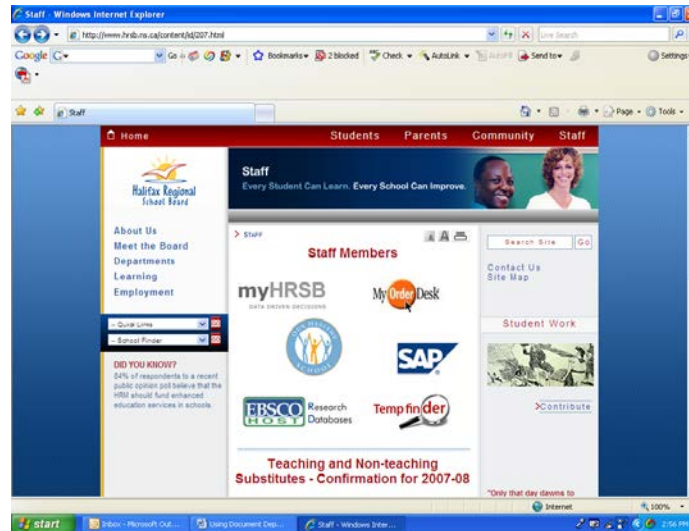 Staff - Windows Internet Explorer
http://www.hrsb.ns.ca/content/id/207.html
Live Search
Google
Go
Bookmarks
2 blocked
Check
AutoLink
AutoFill
Send to
Settings
Staff
Page
Tools
Home
Students
Parents
Community
Staff
Halifax Regional
School Board
Staff
Every Student Can Learn. Every School Can Improve.
About Us
Meet the Board
Departments
Learning
Employment
-- Quick Links
-- School Finder
DID YOU KNOW?
84% of respondents to a recent
public opinion poll believe that the
HRM should fund enhanced
education services in schools.
> STAFF
A A
Staff Members
myHRSB
DATA DRIVEN DECISIONS
My Order Desk
SCHOOL
SAP
EBSCO
HOST
Research
Databases
Temp finder
Teaching and Non-teaching
Substitutes - Confirmation for 2007-08
Search Site
Go
Contact Us
Site Map
Student Work
>Contribute
"Only that day dawns to
Internet
100%
start
Inbox - Microsoft Out...
Using Document Dep...
Staff - Windows Inter...
2:56 PM